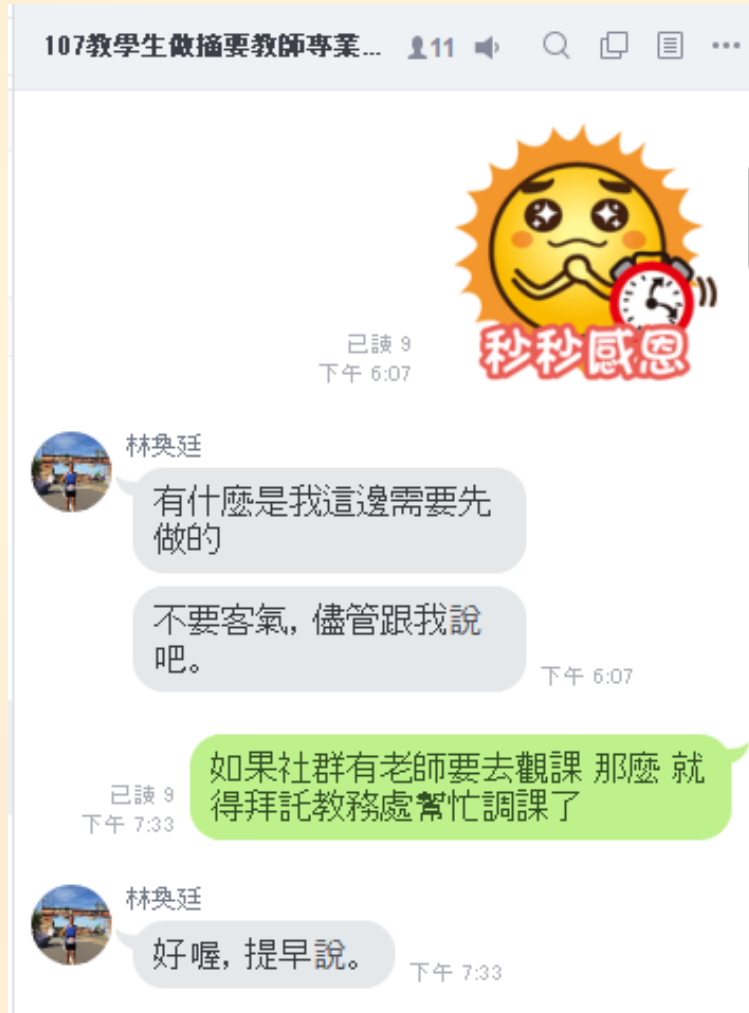 107教學生做摘要教師專業... 11
秒秒感恩
已讀 9
下午 6:07
林奐廷
有什麼是我這邊需要先
做的
不要客氣, 儘管跟我說
吧。
下午 6:07
如果社群有老師要去觀課 那麼 就
得拜託教務處幫忙調課了
已讀 9
下午 7:33
林奐廷
好喔, 提早說。
下午 7:33